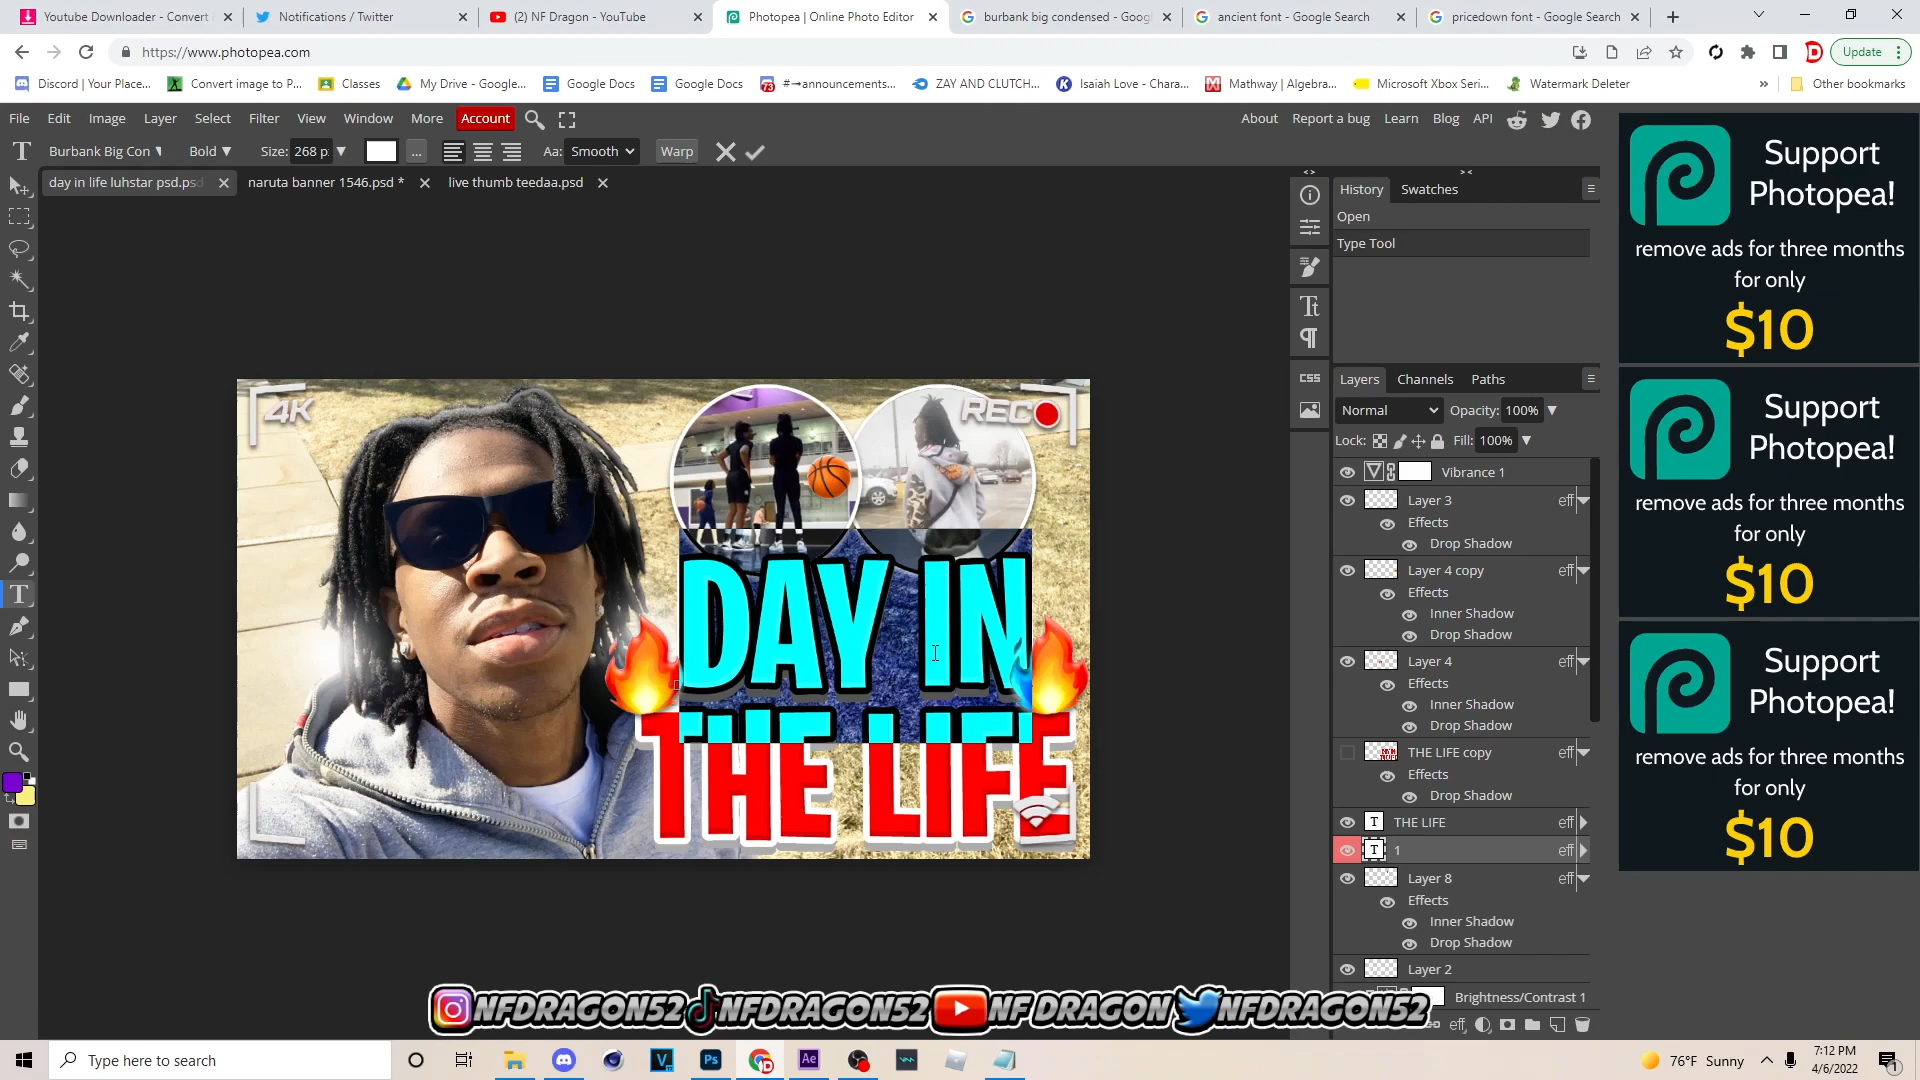 Youtube Downloader - Convert
Notifications / Twitter
(2) NF Dragon - YouTube
Photopea | Online Photo Editor
burbank big condensed - Goog
ancient font - Google Search
pricedown font - Google Search
https://www.photopea.com
Update
Discord | Your Place...
Convert image to P...
Classes
My Drive - Google...
Google Docs
Google Docs
#→announcements...
ZAY AND CLUTCH...
Isaiah Love - Chara...
Mathway | Algebra...
Microsoft Xbox Seri...
Watermark Deleter
»
Other bookmarks
File Edit Image Layer Select Filter View Window More Account
About Report a bug Learn Blog API
Burbank Big Con Bold Size: 268 p ... Aa: Smooth Warp
day in life luhstar psd.psd
naruta banner 1546.psd *
live thumb teedaa.psd
History Swatches
Open
Type Tool
CSS
Layers Channels Paths
Normal Opacity: 100%
Lock: Fill: 100%
Vibrance 1
Layer 3 eff
Effects
Drop Shadow
Layer 4 copy eff
Effects
Inner Shadow
Drop Shadow
Layer 4 eff
Effects
Inner Shadow
Drop Shadow
THE LIFE copy eff
Effects
Drop Shadow
THE LIFE eff
1 eff
Layer 8 eff
Effects
Inner Shadow
Drop Shadow
Layer 2
Brightness/Contrast 1
eff
4K
REC
DAY IN
THE LIFE
Support
Photopea!
remove ads for three months
for only
$10
Support
Photopea!
remove ads for three months
for only
$10
Support
Photopea!
remove ads for three months
for only
$10
NFDRAGON52 NFDRAGON52 NF DRAGON NFDRAGON52
Type here to search
76°F Sunny
7:12 PM
4/6/2022